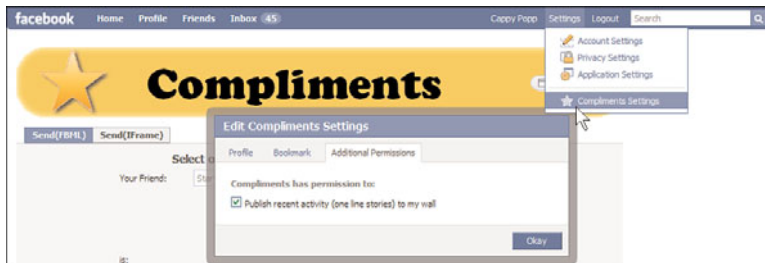 facebook Home Profile Friends Inbox 45 Cappy Popp Settings Logout Search
Account Settings
Privacy Settings
Application Settings
Compliments Settings
Compliments
Send(FBML) Send(IFrame)
Edit Compliments Settings
Profile Bookmark Additional Permissions
Select
Your Friend:
Compliments has permission to:
Publish recent activity (one line stories) to my wall
Okay
is: